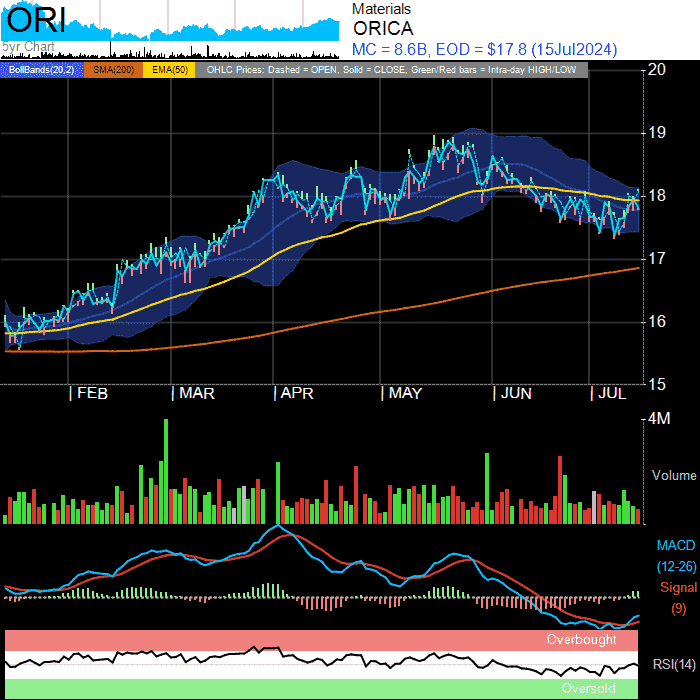 ORI
5yr Chart
Materials
ORICA
MC = 8.6B, EOD = $17.8 (15Jul2024)
BollBands(20,2) SMA(200) EMA(50) OHLC Prices: Dashed = OPEN, Solid = CLOSE, Green/Red bars = Intra-day HIGH/LOW
20
19
18
17
16
15
FEB MAR APR MAY JUN JUL
4M
Volume
MACD
(12-26)
Signal
(9)
Overbought
RSI(14)
Oversold